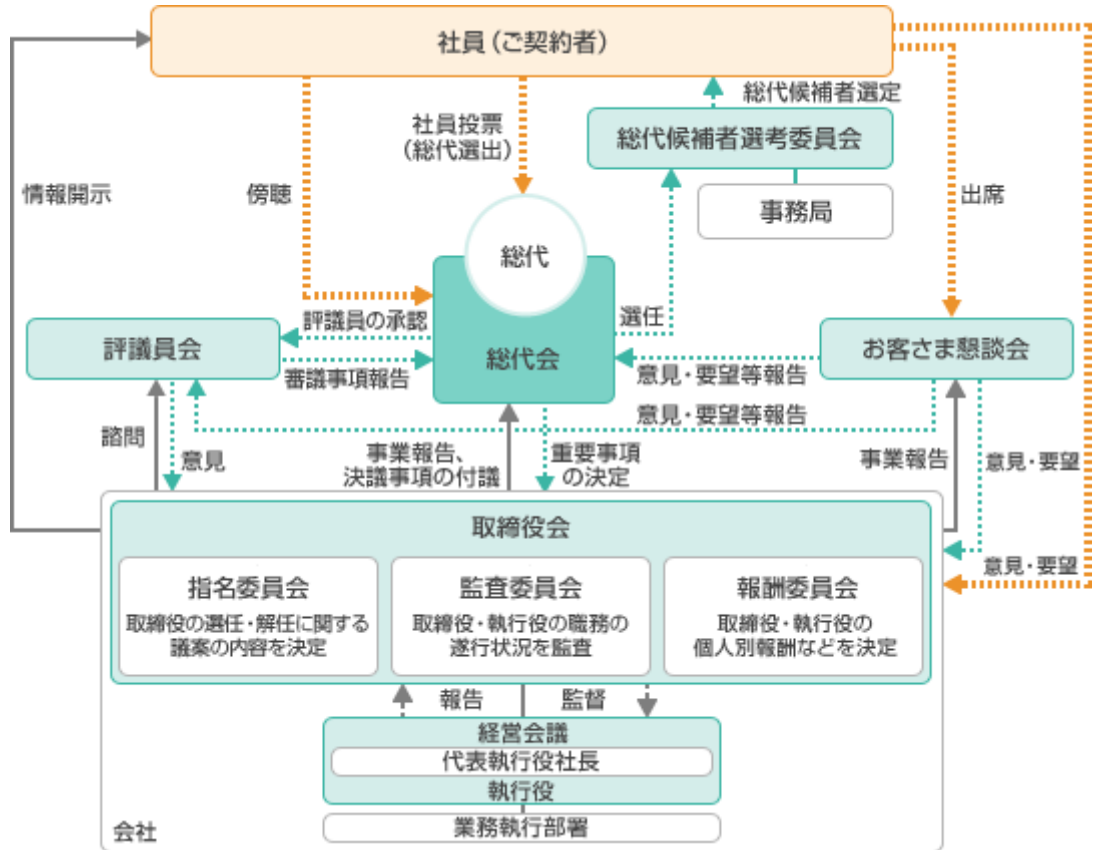 社員（ご契約者）
総代候補者選定
社員投票
（総代選出）
総代候補者選考委員会
情報開示
傍聴
事務局
出席
総代
選任
評議員の承認
評議員会
総代会
お客さま懇談会
審議事項報告
意見・要望等報告
意見・要望等報告
諮問
意見
事業報告、
決議事項の付議
重要事項
の決定
事業報告
意見・要望
取締役会
意見・要望
指名委員会
取締役の選任・解任に関する
議案の内容を決定
監査委員会
取締役・執行役の職務の
遂行状況を監査
報酬委員会
取締役・執行役の
個人別報酬などを決定
報告
監督
経営会議
代表執行役社長
執行役
業務執行部署
会社